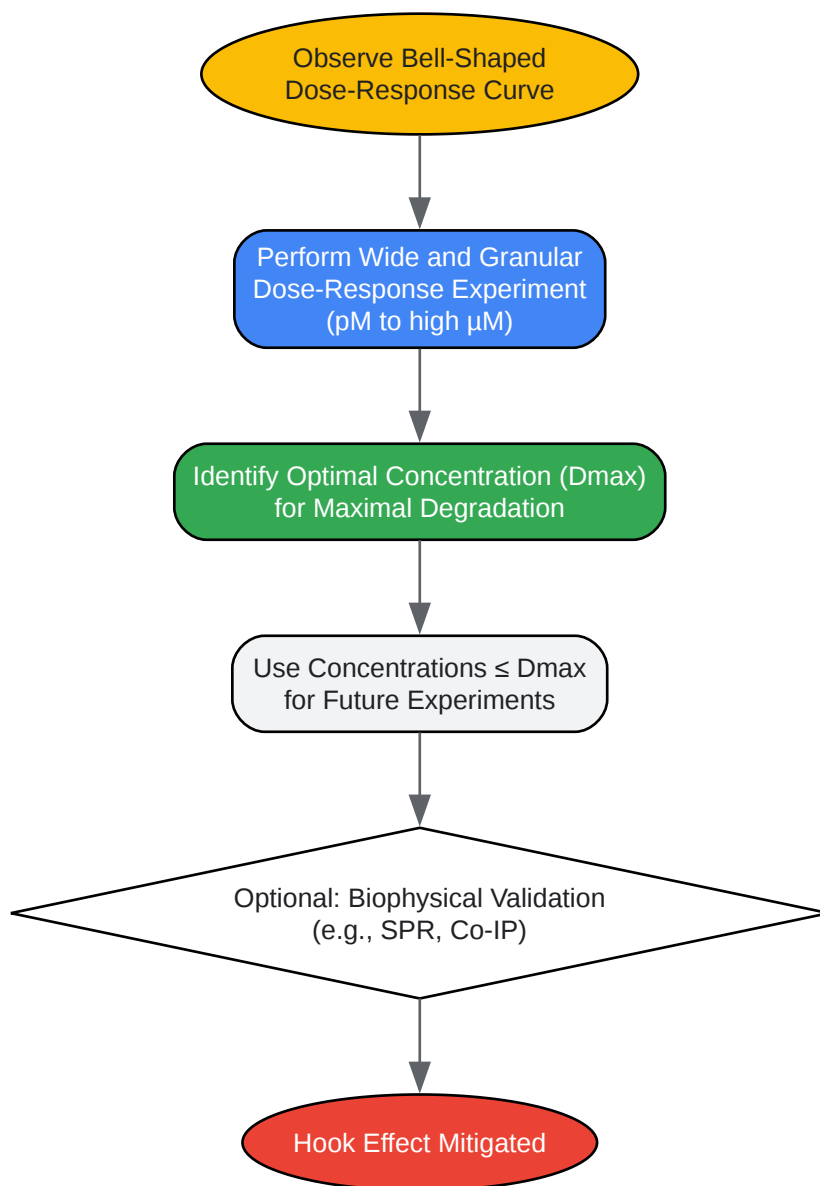 Observe Bell-Shaped
Dose-Response Curve
Perform Wide and Granular
Dose-Response Experiment
(pM to high µM)
Identify Optimal Concentration (Dmax)
for Maximal Degradation
Use Concentrations ≤ Dmax
for Future Experiments
Optional: Biophysical Validation
(e.g., SPR, Co-IP)
Hook Effect Mitigated